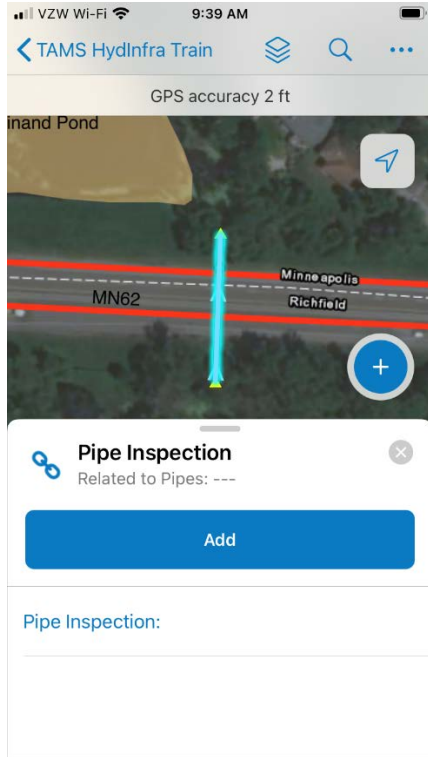 VZW Wi-Fi 9:39 AM
TAMS HydInfra Train
GPS accuracy 2 ft
inand Pond
Minneapolis
MN62
Richfield
+
Pipe Inspection
Related to Pipes: ---
Add
Pipe Inspection: